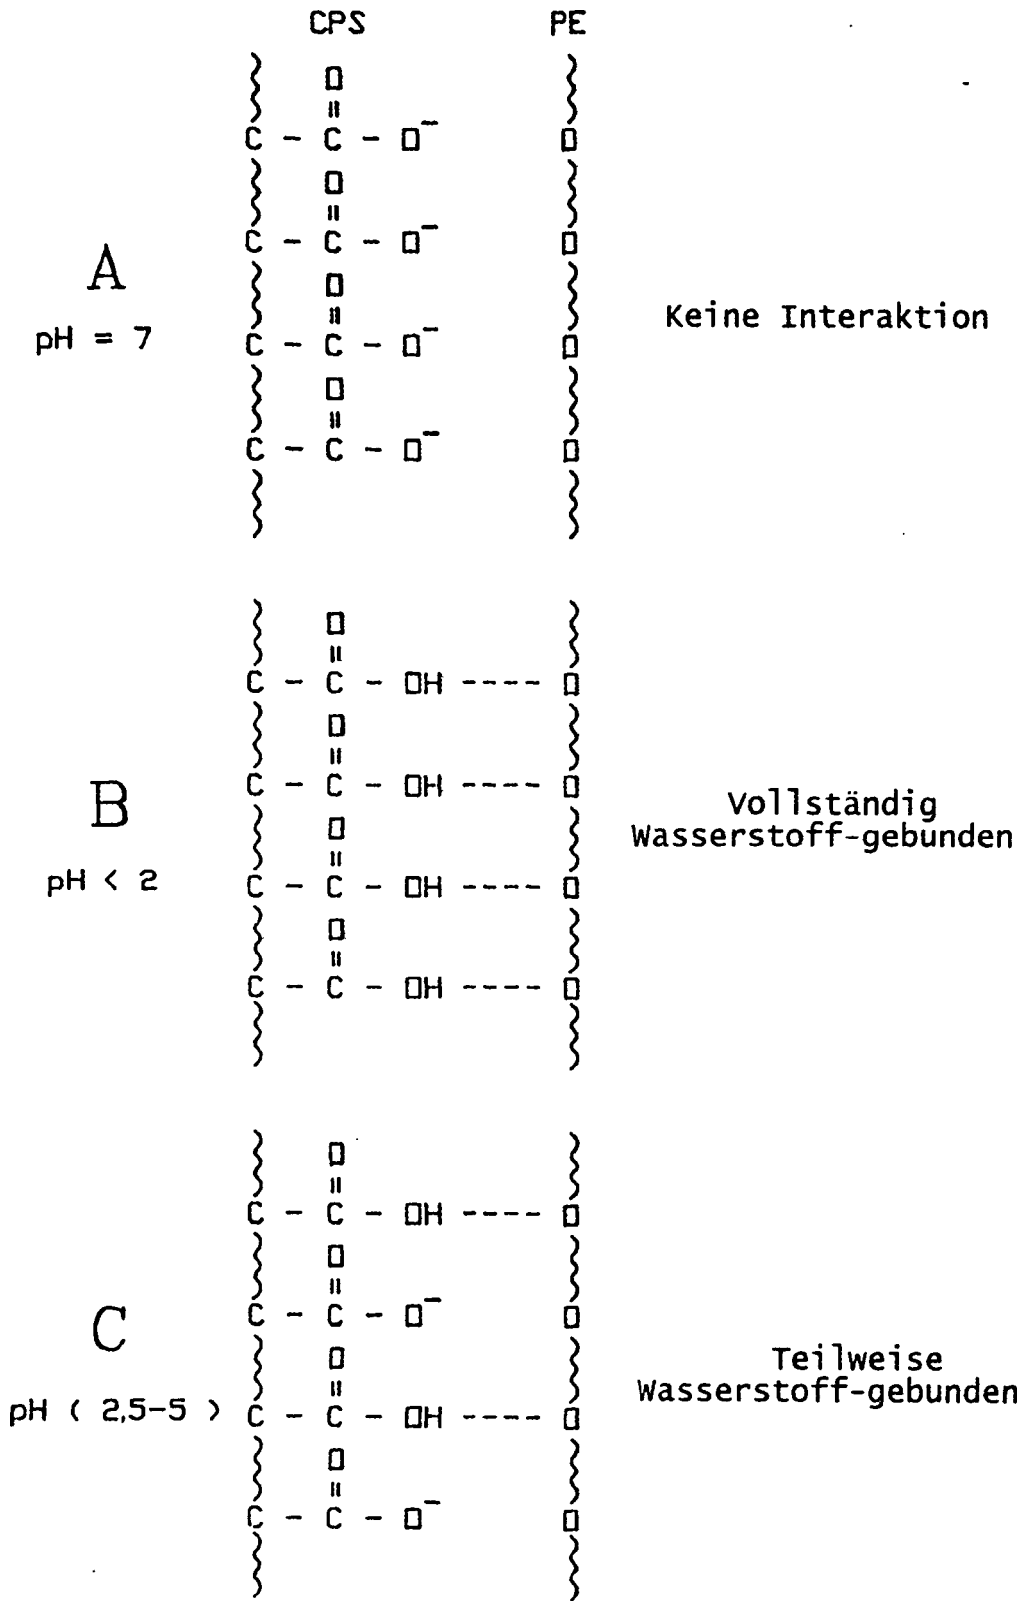 CPS PE
O
=
C - C - O⁻ O
O
=
C - C - O⁻ O
A
O
=
Keine Interaktion
pH = 7
C - C - O⁻ O
O
=
C - C - O⁻ O
O
=
C - C - OH ---- O
O
=
C - C - OH ---- O
B
Vollständig
O
Wasserstoff-gebunden
=
pH < 2
C - C - OH ---- O
O
=
C - C - OH ---- O
O
=
C - C - OH ---- O
O
=
C - C - O⁻ O
C
O
Teilweise
=
Wasserstoff-gebunden
pH ( 2,5-5 )
C - C - OH ---- O
O
=
C - C - O⁻ O